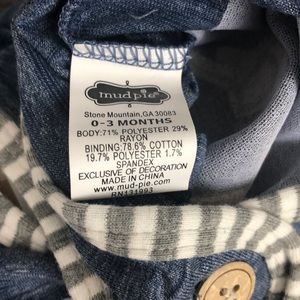 mudpie
Stone Mountain,GA 30083
0-3 MONTHS
BODY:71% POLYESTER 29%
RAYON
BINDING:78.6% COTTON
19.7% POLYESTER 1.7%
SPANDEX
EXCLUSIVE OF DECORATION
MADE IN CHINA
www.mud-pie.com
RN131993